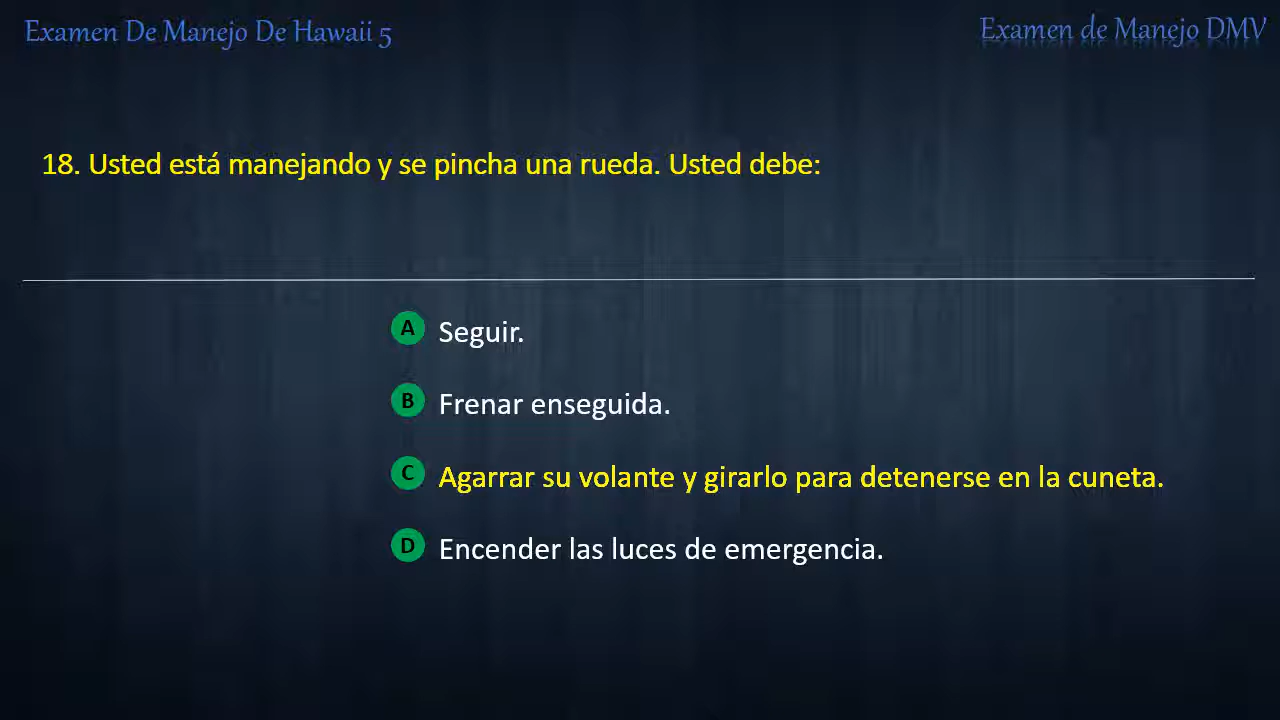 Examen De Manejo De Hawaii 5
Examen de Manejo DMV
18. Usted está manejando y se pincha una rueda. Usted debe:
A Seguir.
B Frenar enseguida.
C Agarrar su volante y girarlo para detenerse en la cuneta.
D Encender las luces de emergencia.